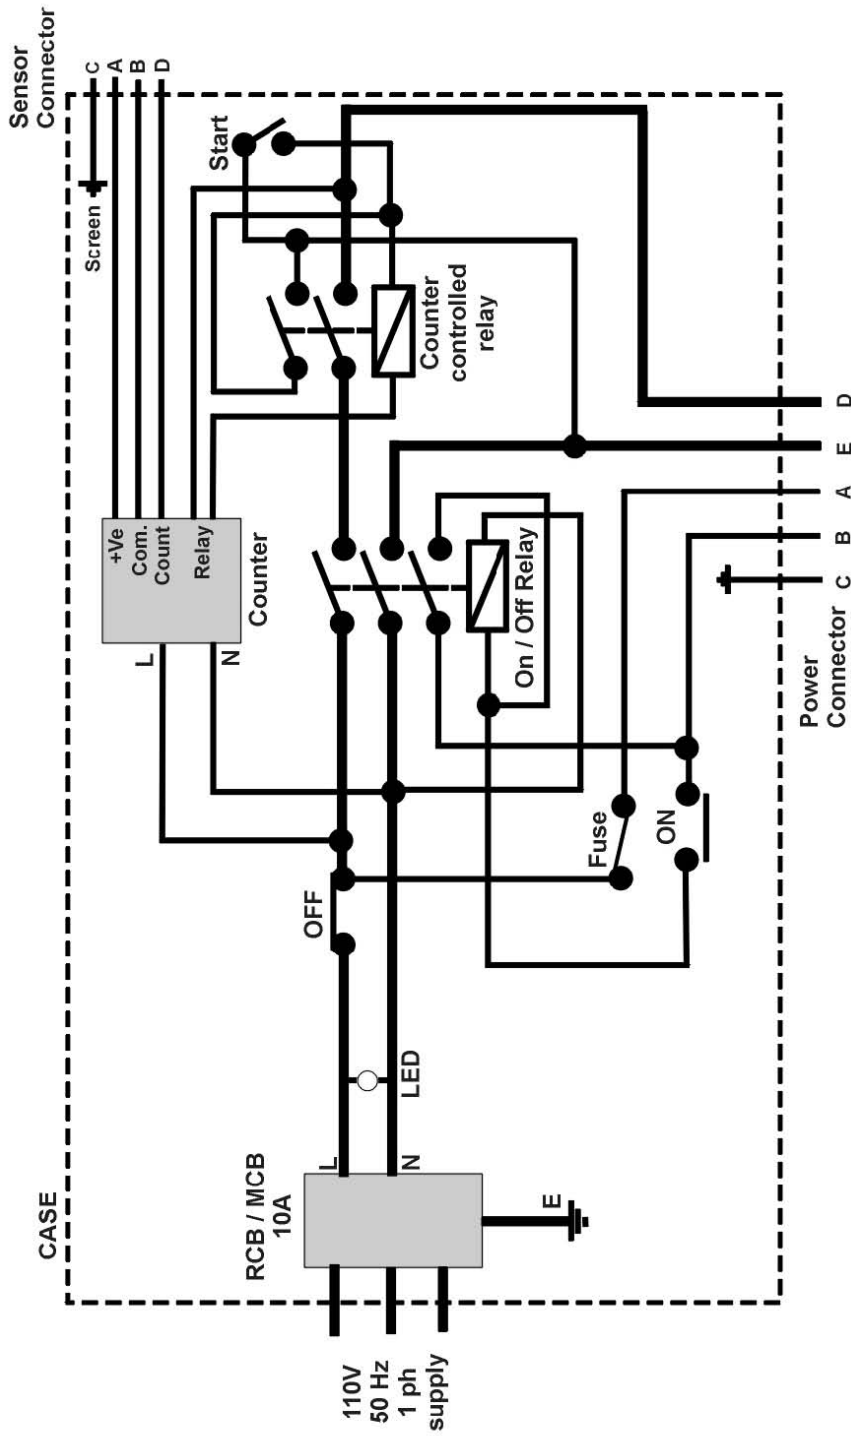 Sensor
Connector
C
A
B
D
Screen
Start
Counter
controlled
relay
+Ve
Com.
Count
Relay
Counter
L
N
On / Off Relay
D
E
A
B
C
Power
Connector
OFF
Fuse
ON
LED
L
N
RCB / MCB
10A
E
CASE
110V
50 Hz
1 ph
supply